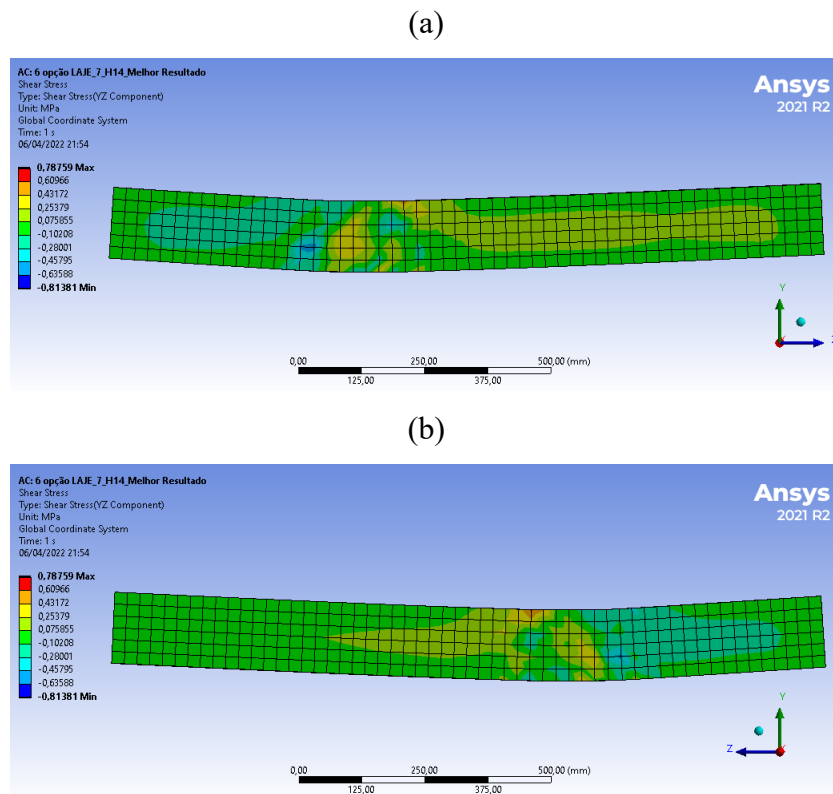 (a)
AC: 6 opção LAJE_7_H14_Melhor Resultado
Shear Stress
Type: Shear Stress(YZ Component)
Unit: MPa
Global Coordinate System
Time: 1 s
06/04/2022 21:54
Ansys
2021 R2
0,78759 Max
0,60966
0,43172
0,25379
0,075855
-0,10208
-0,28001
-0,45795
-0,63588
-0,81381 Min
Y
Z
0,00 250,00 500,00 (mm)
125,00 375,00
(b)
AC: 6 opção LAJE_7_H14_Melhor Resultado
Shear Stress
Type: Shear Stress(YZ Component)
Unit: MPa
Global Coordinate System
Time: 1 s
06/04/2022 21:54
Ansys
2021 R2
0,78759 Max
0,60966
0,43172
0,25379
0,075855
-0,10208
-0,28001
-0,45795
-0,63588
-0,81381 Min
Y
Z
0,00 250,00 500,00 (mm)
125,00 375,00